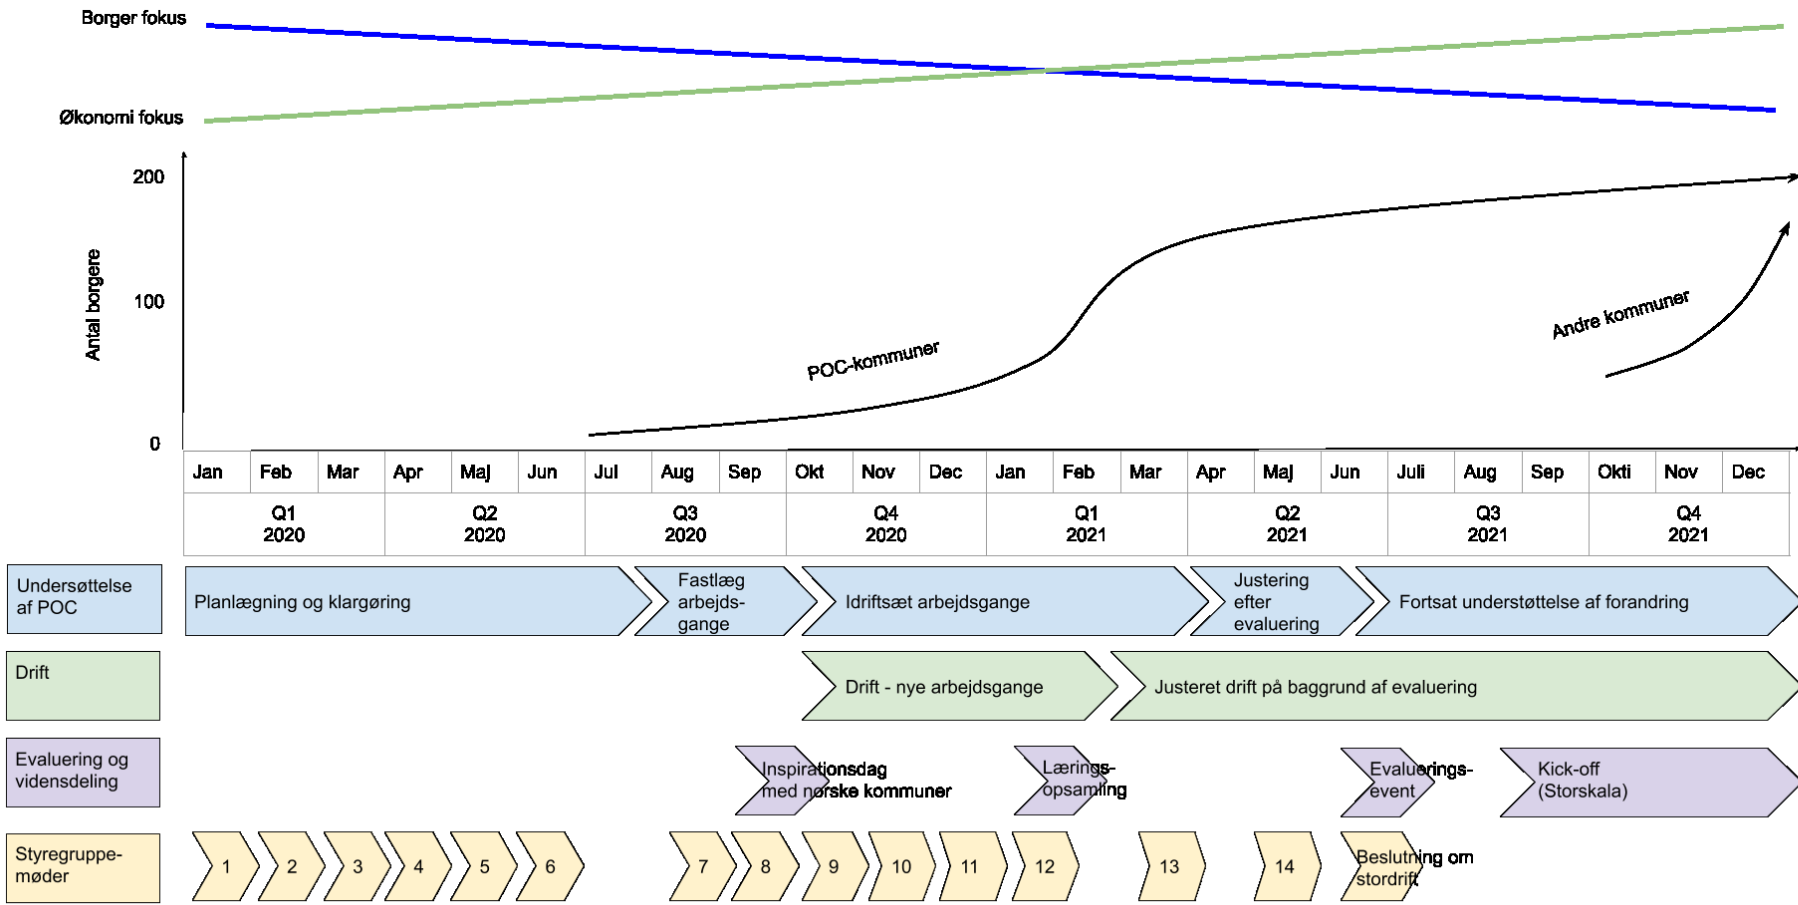 Borger fokus
Økonomi fokus
200
100
0
Antal borgere
POC-kommuner
Andre kommuner
Jan Feb Mar Apr Maj Jun Jul Aug Sep Okt Nov Dec Jan Feb Mar Apr Maj Jun Juli Aug Sep Okti Nov Dec
Q1 Q2 Q3 Q4 Q1 Q2 Q3 Q4
2020 2020 2020 2020 2021 2021 2021 2021
Undersøttelse
af POC
Planlægning og klargøring
Fastlæg
arbejds-
gange
Idriftsæt arbejdsgange
Justering
efter
evaluering
Fortsat understøttelse af forandring
Drift
Drift - nye arbejdsgange
Justeret drift på baggrund af evaluering
Evaluering og
vidensdeling
Inspirationsdag
med nørske kommuner
Lærings-
opsamling
Evaluerings-
event
Kick-off
(Storskala)
Styregruppe-
møder
1 2 3 4 5 6 7 8 9 10 11 12 13 14
Beslutning om
stordrift